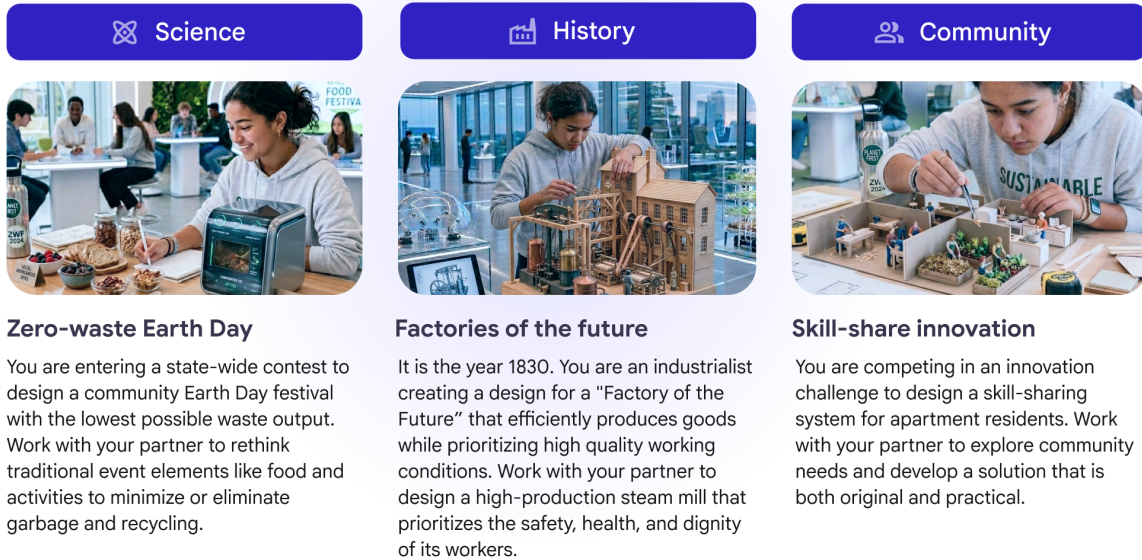 Science
History
Community
FOOD
FESTIVA
PLANET
FIRST
ZWF
2024
SUSTAINABLE
Zero-waste Earth Day
You are entering a state-wide contest to
design a community Earth Day festival
with the lowest possible waste output.
Work with your partner to rethink
traditional event elements like food and
activities to minimize or eliminate
garbage and recycling.
Factories of the future
It is the year 1830. You are an industrialist
creating a design for a "Factory of the
Future” that efficiently produces goods
while prioritizing high quality working
conditions. Work with your partner to
design a high-production steam mill that
prioritizes the safety, health, and dignity
of its workers.
Skill-share innovation
You are competing in an innovation
challenge to design a skill-sharing
system for apartment residents. Work
with your partner to explore community
needs and develop a solution that is
both original and practical.